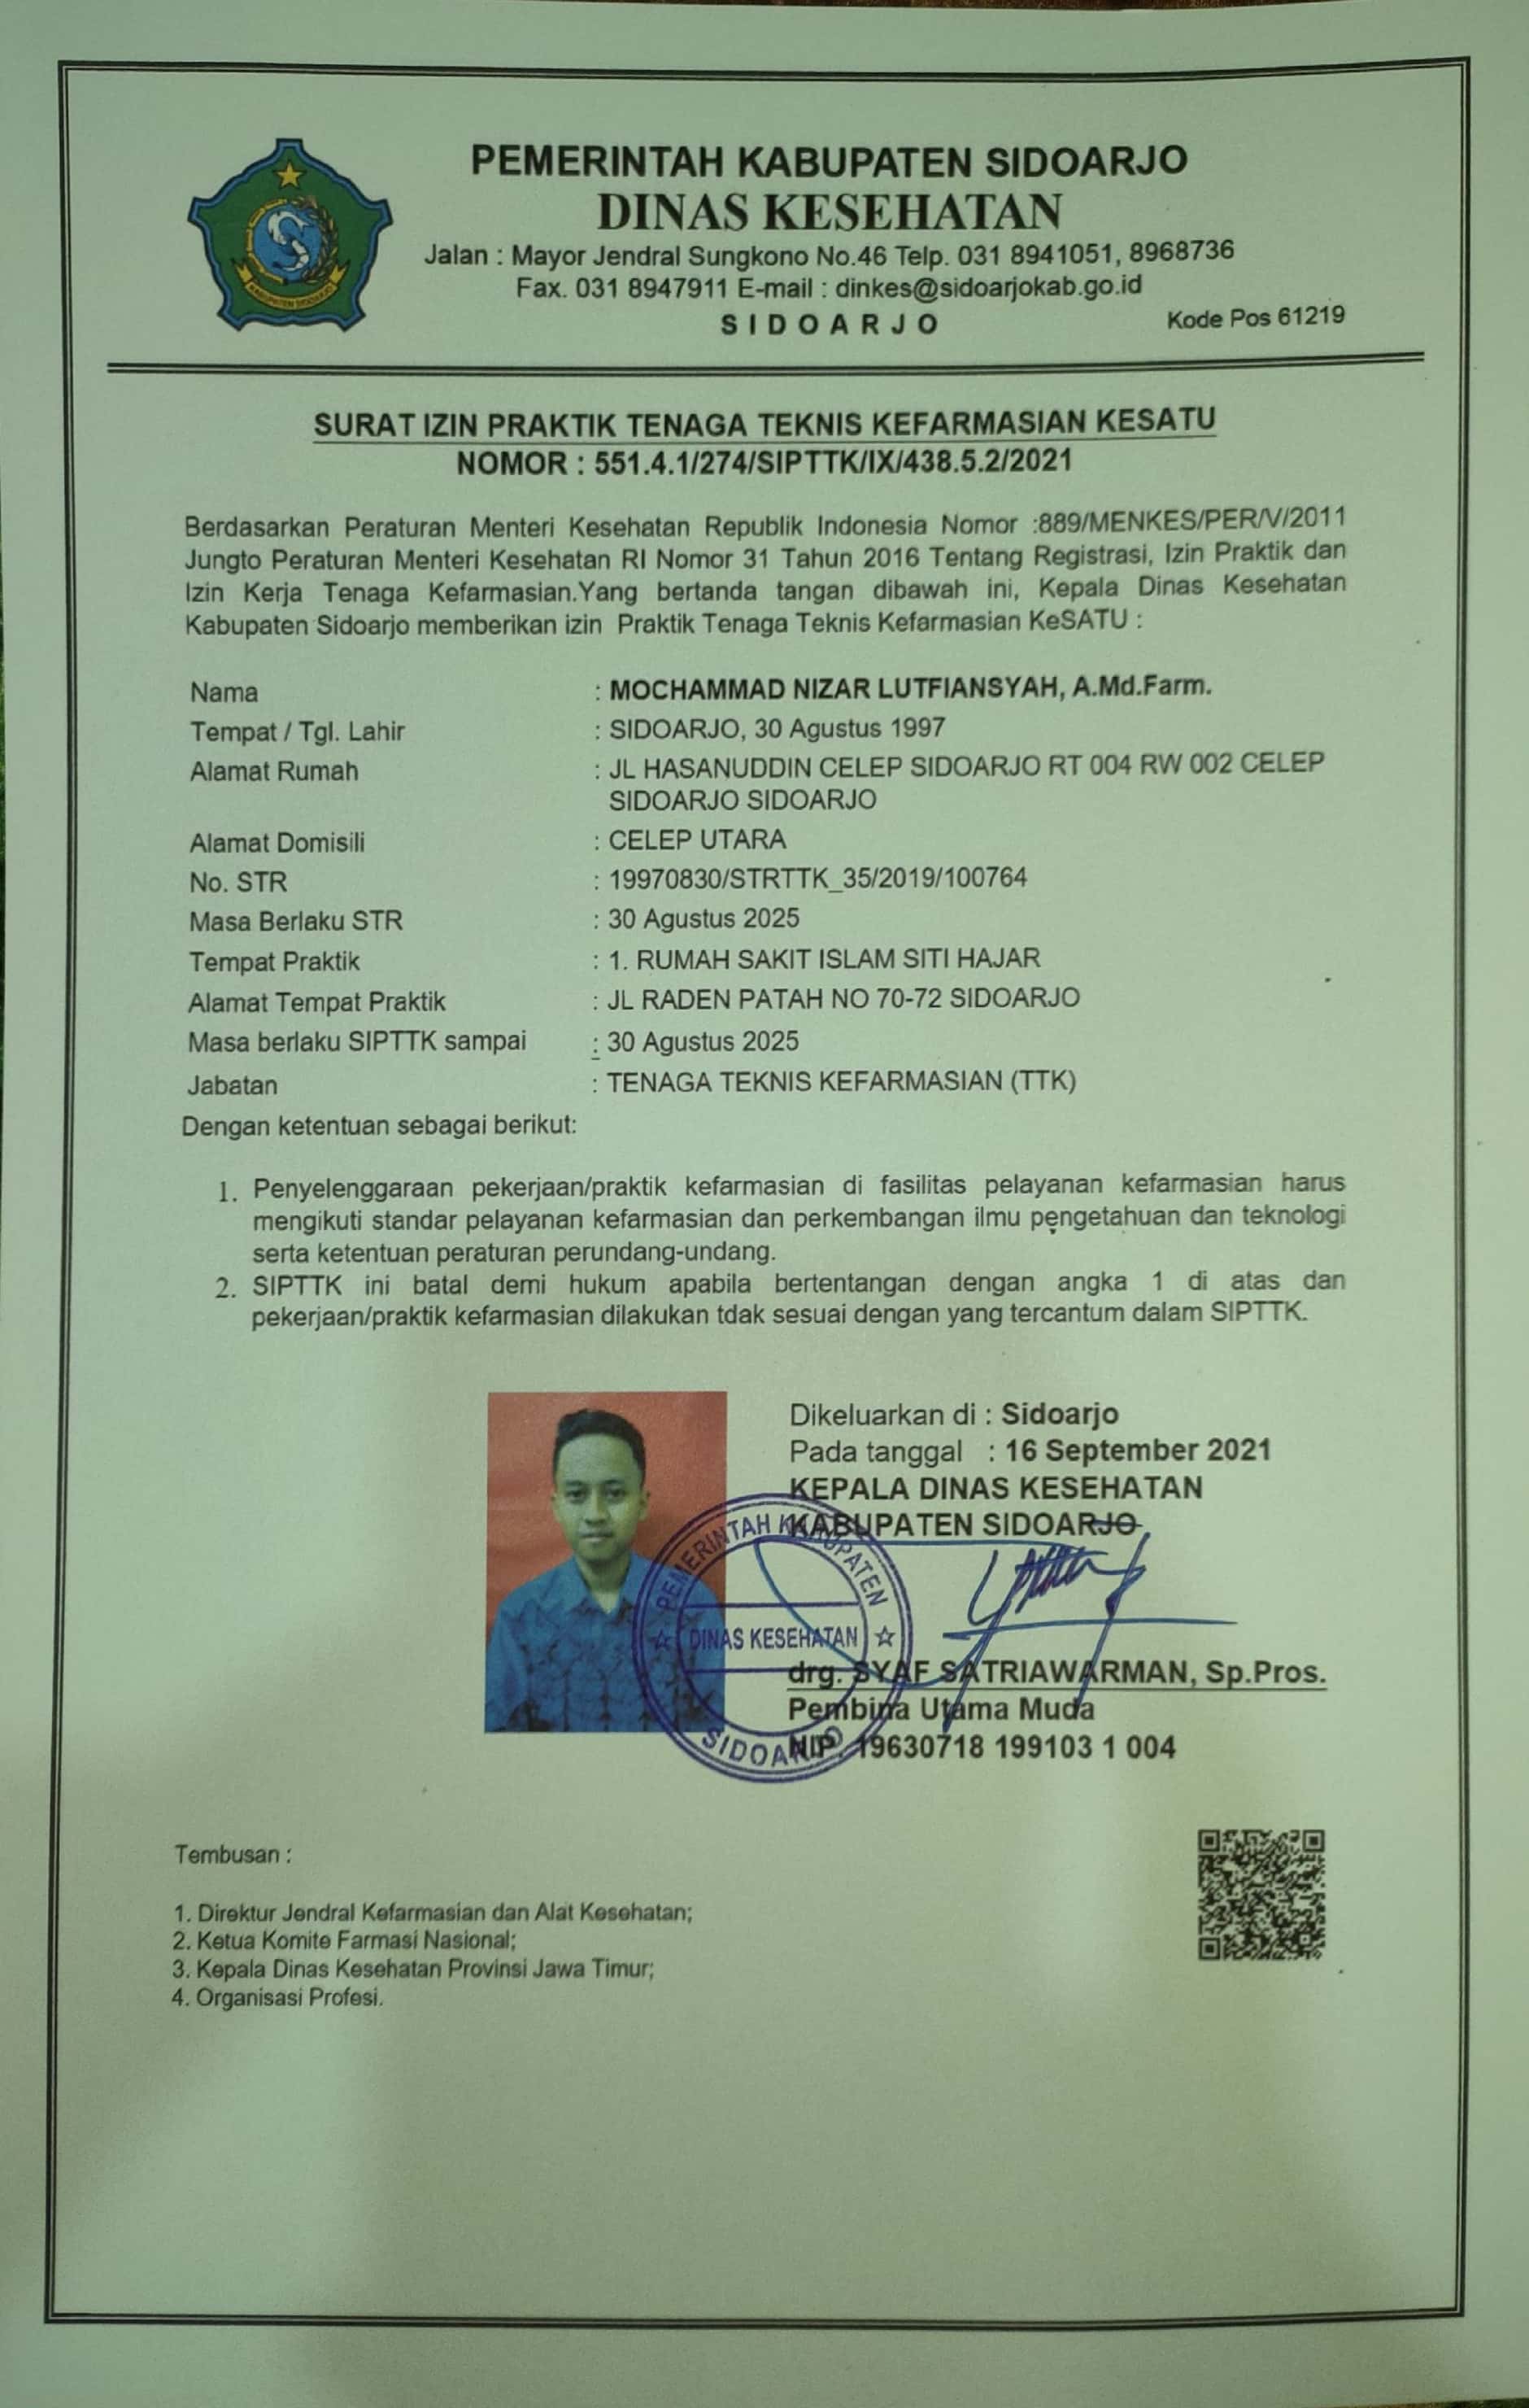 PEMERINTAH KABUPATEN SIDOARJO
DINAS KESEHATAN
Jalan : Mayor Jendral Sungkono No.46 Telp. 031 8941051, 8968736
Fax. 031 8947911 E-mail : dinkes@sidoarjokab.go.id
SIDOARJO
Kode Pos 61219
KABUPATEN SIDOARJO
SURAT IZIN PRAKTIK TENAGA TEKNIS KEFARMASIAN KESATU
NOMOR : 551.4.1/274/SIPTTK/IX/438.5.2/2021
Berdasarkan Peraturan Menteri Kesehatan Republik Indonesia Nomor :889/MENKES/PER/V/2011
Jungto Peraturan Menteri Kesehatan RI Nomor 31 Tahun 2016 Tentang Registrasi, Izin Praktik dan
Izin Kerja Tenaga Kefarmasian.Yang bertanda tangan dibawah ini, Kepala Dinas Kesehatan
Kabupaten Sidoarjo memberikan izin Praktik Tenaga Teknis Kefarmasian KeSATU :
Nama : MOCHAMMAD NIZAR LUTFIANSYAH, A.Md.Farm.
Tempat / Tgl. Lahir : SIDOARJO, 30 Agustus 1997
Alamat Rumah : JL HASANUDDIN CELEP SIDOARJO RT 004 RW 002 CELEP
SIDOARJO SIDOARJO
Alamat Domisili : CELEP UTARA
No. STR : 19970830/STRTTK_35/2019/100764
Masa Berlaku STR : 30 Agustus 2025
Tempat Praktik : 1. RUMAH SAKIT ISLAM SITI HAJAR
Alamat Tempat Praktik : JL RADEN PATAH NO 70-72 SIDOARJO
Masa berlaku SIPTTK sampai : 30 Agustus 2025
Jabatan : TENAGA TEKNIS KEFARMASIAN (TTK)
Dengan ketentuan sebagai berikut:
1. Penyelenggaraan pekerjaan/praktik kefarmasian di fasilitas pelayanan kefarmasian harus
mengikuti standar pelayanan kefarmasian dan perkembangan ilmu pengetahuan dan teknologi
serta ketentuan peraturan perundang-undang.
2. SIPTTK ini batal demi hukum apabila bertentangan dengan angka 1 di atas dan
pekerjaan/praktik kefarmasian dilakukan tdak sesuai dengan yang tercantum dalam SIPTTK.
Dikeluarkan di : Sidoarjo
Pada tanggal : 16 September 2021
KEPALA DINAS KESEHATAN
KABUPATEN SIDOARJO
PEMERINTAH KABUPATEN
DINAS KESEHATAN
SIDOARJO
drg. SYAF SATRIAWARMAN, Sp.Pros.
Pembina Utama Muda
NIP. 19630718 199103 1 004
Tembusan :
1. Direktur Jendral Kefarmasian dan Alat Kesehatan;
2. Ketua Komite Farmasi Nasional;
3. Kepala Dinas Kesehatan Provinsi Jawa Timur;
4. Organisasi Profesi.